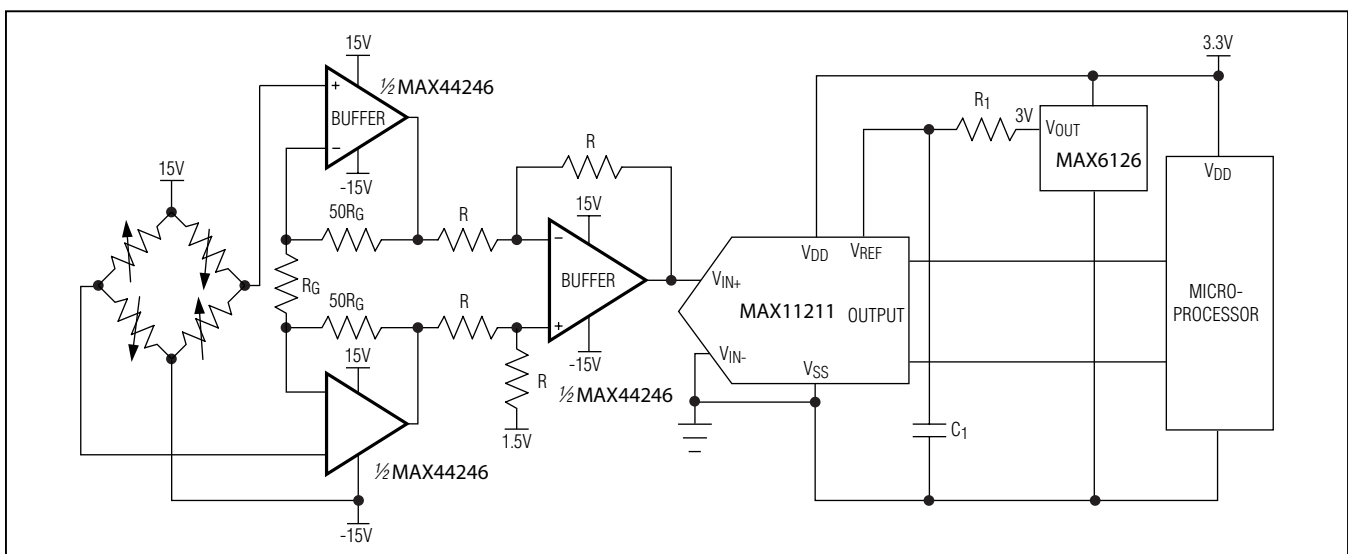 15V
½MAX44246
+
BUFFER
−
-15V
15V
50RG
R
R
15V
−
BUFFER
+
-15V
½MAX44246
RG
50RG
R
R
1.5V
15V
½MAX44246
-15V
VIN+
VDD
VREF
MAX11211
OUTPUT
VIN-
VSS
R1
3V
VOUT
MAX6126
3.3V
VDD
MICRO-
PROCESSOR
C1